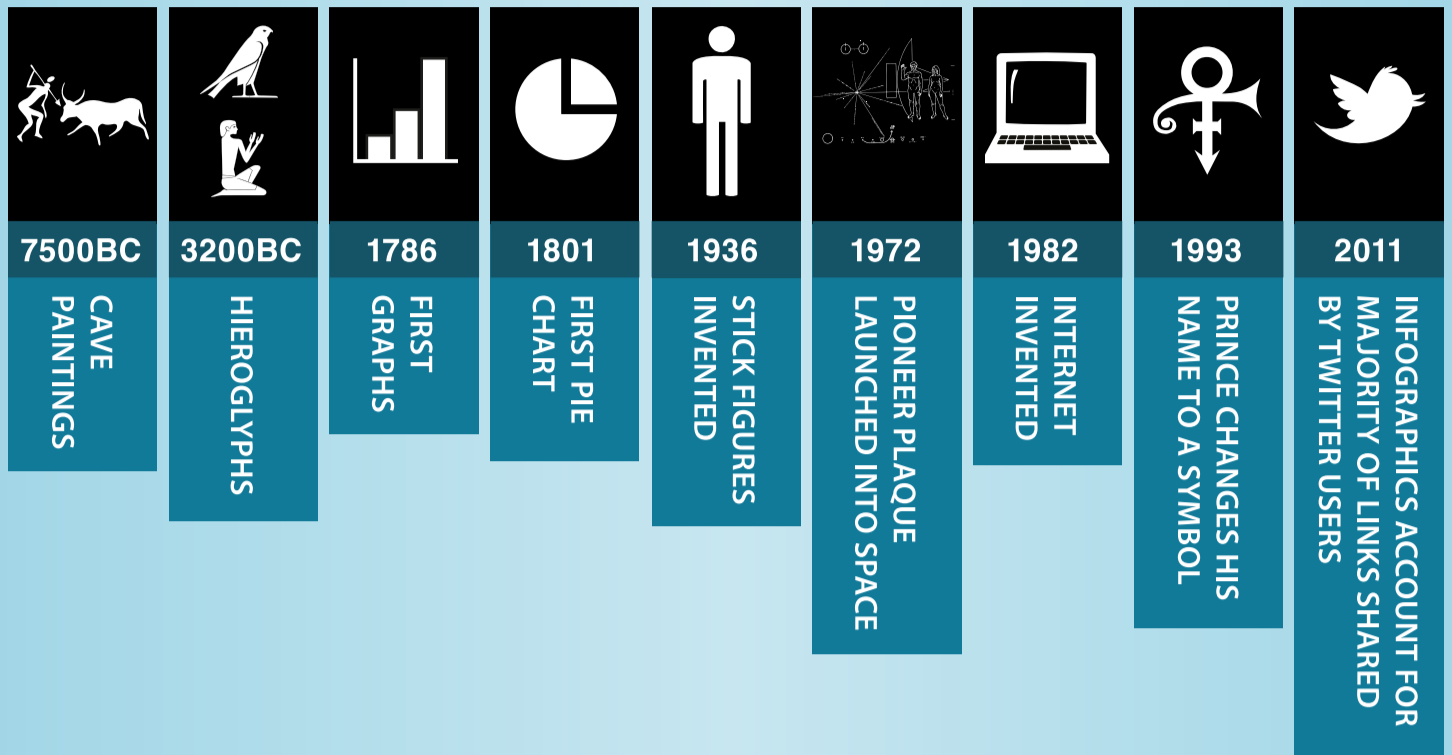 7500BC
CAVE
PAINTINGS
3200BC
HIEROGLYPHS
1786
FIRST
GRAPHS
1801
FIRST PIE
CHART
1936
STICK FIGURES
INVENTED
1972
PIONEER PLAQUE
LAUNCHED INTO SPACE
1982
INTERNET
INVENTED
1993
PRINCE CHANGES HIS
NAME TO A SYMBOL
2011
INFOGRAPHICS ACCOUNT FOR
MAJORITY OF LINKS SHARED
BY TWITTER USERS